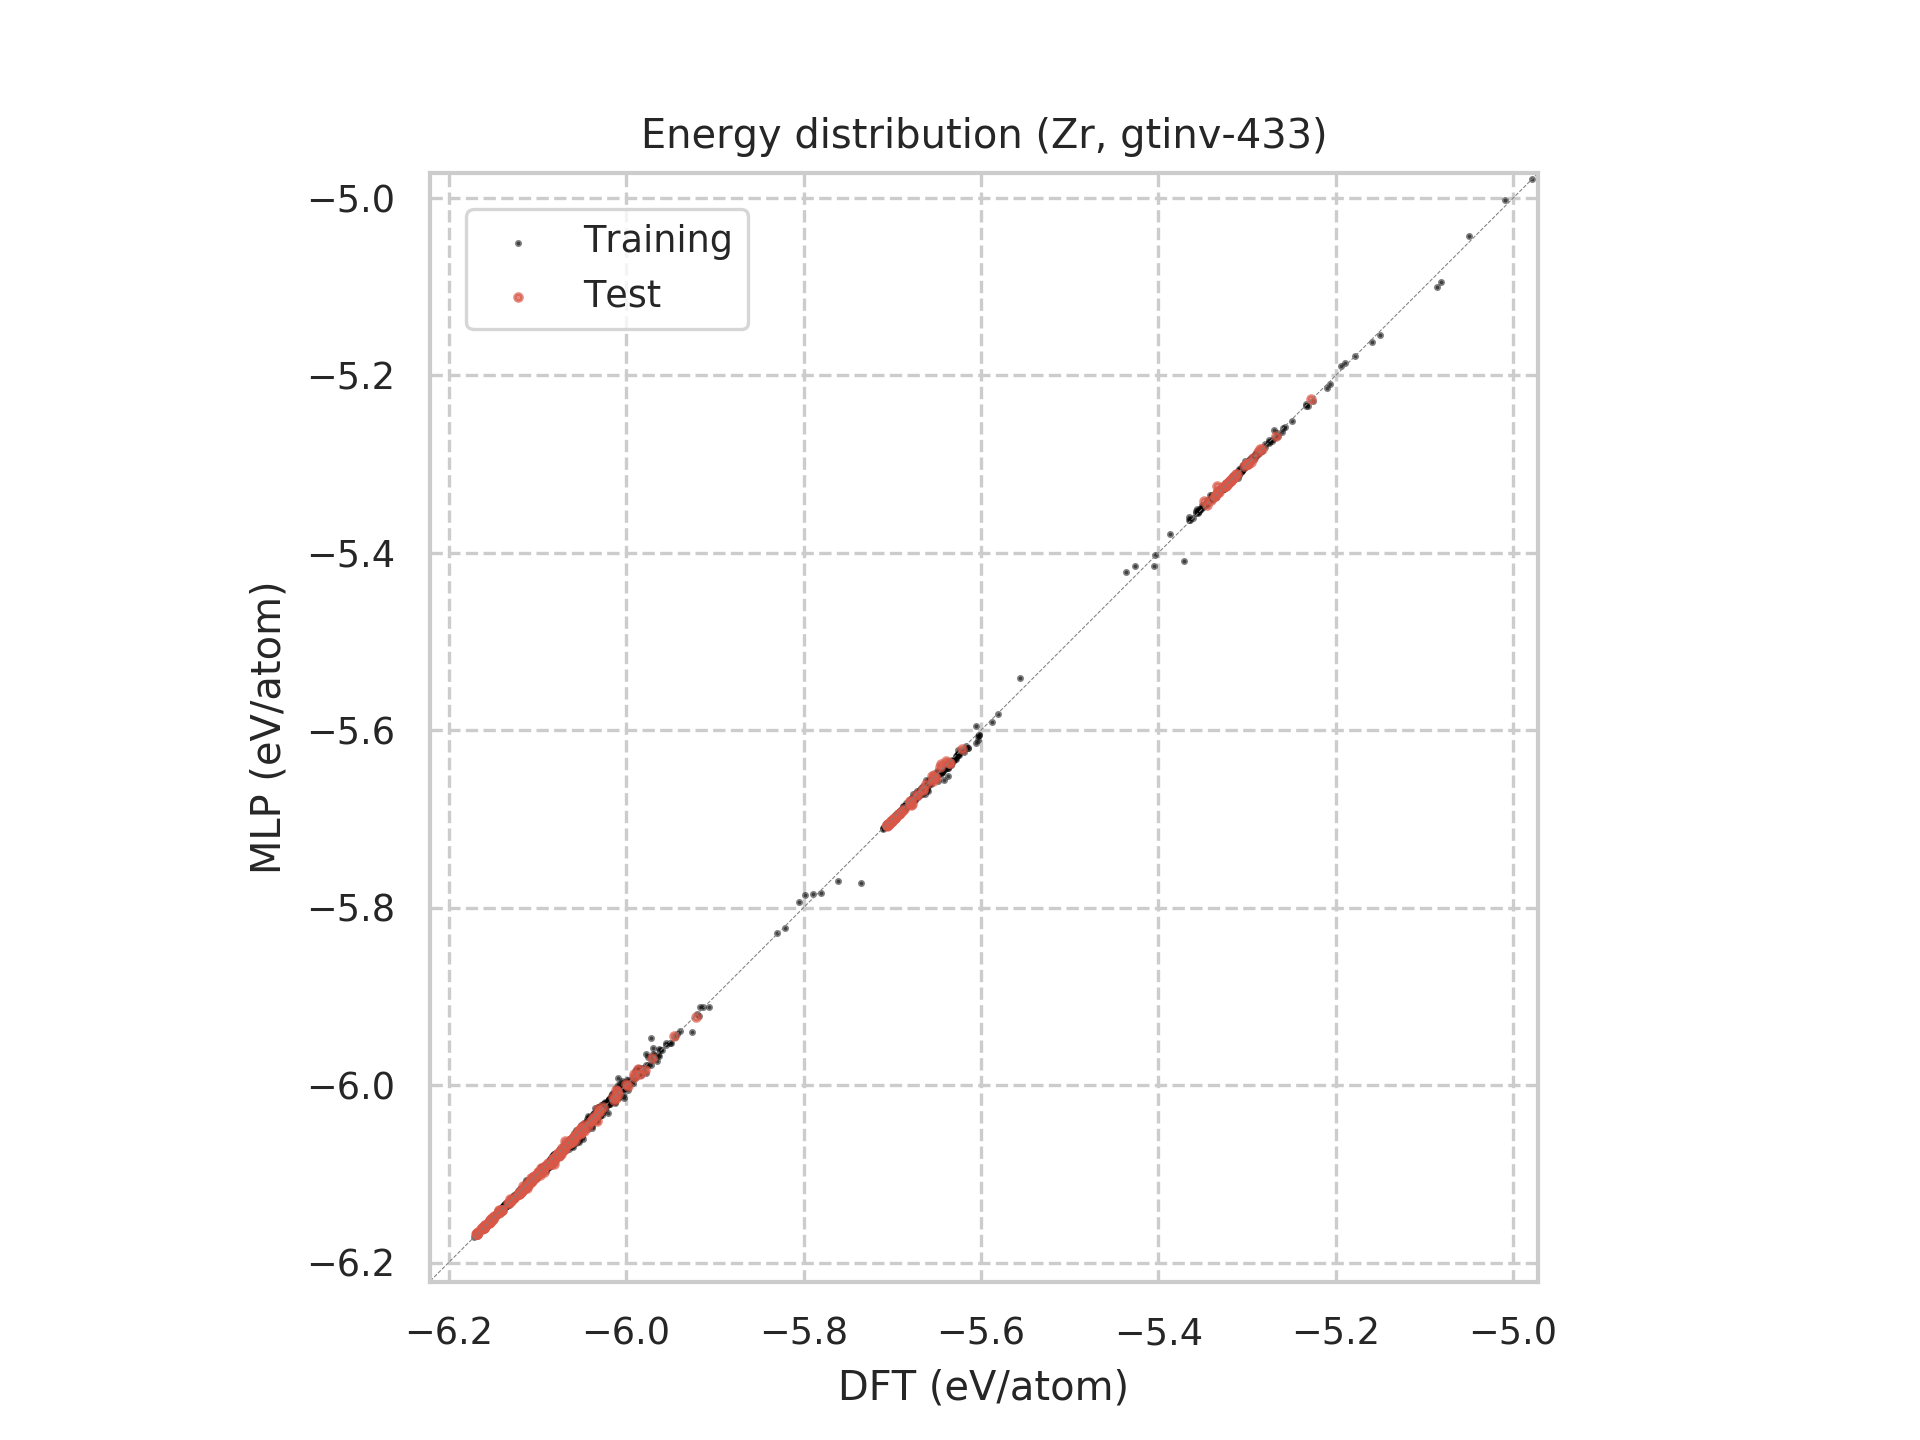 Energy distribution (Zr, gtinv-433)
Training
Test
MLP (eV/atom)
−5.0
−5.2
−5.4
−5.6
−5.8
−6.0
−6.2
−6.2 −6.0 −5.8 −5.6 −5.4 −5.2 −5.0
DFT (eV/atom)